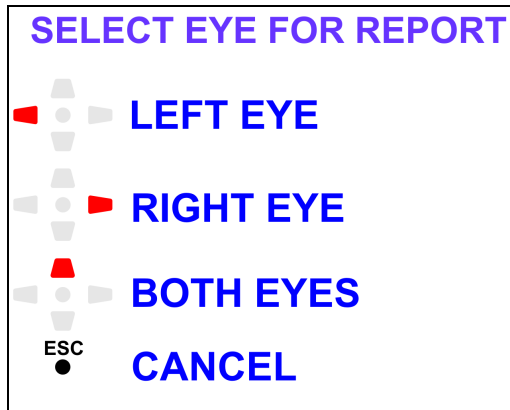 SELECT EYE FOR REPORT
LEFT EYE
RIGHT EYE
BOTH EYES
ESC
CANCEL